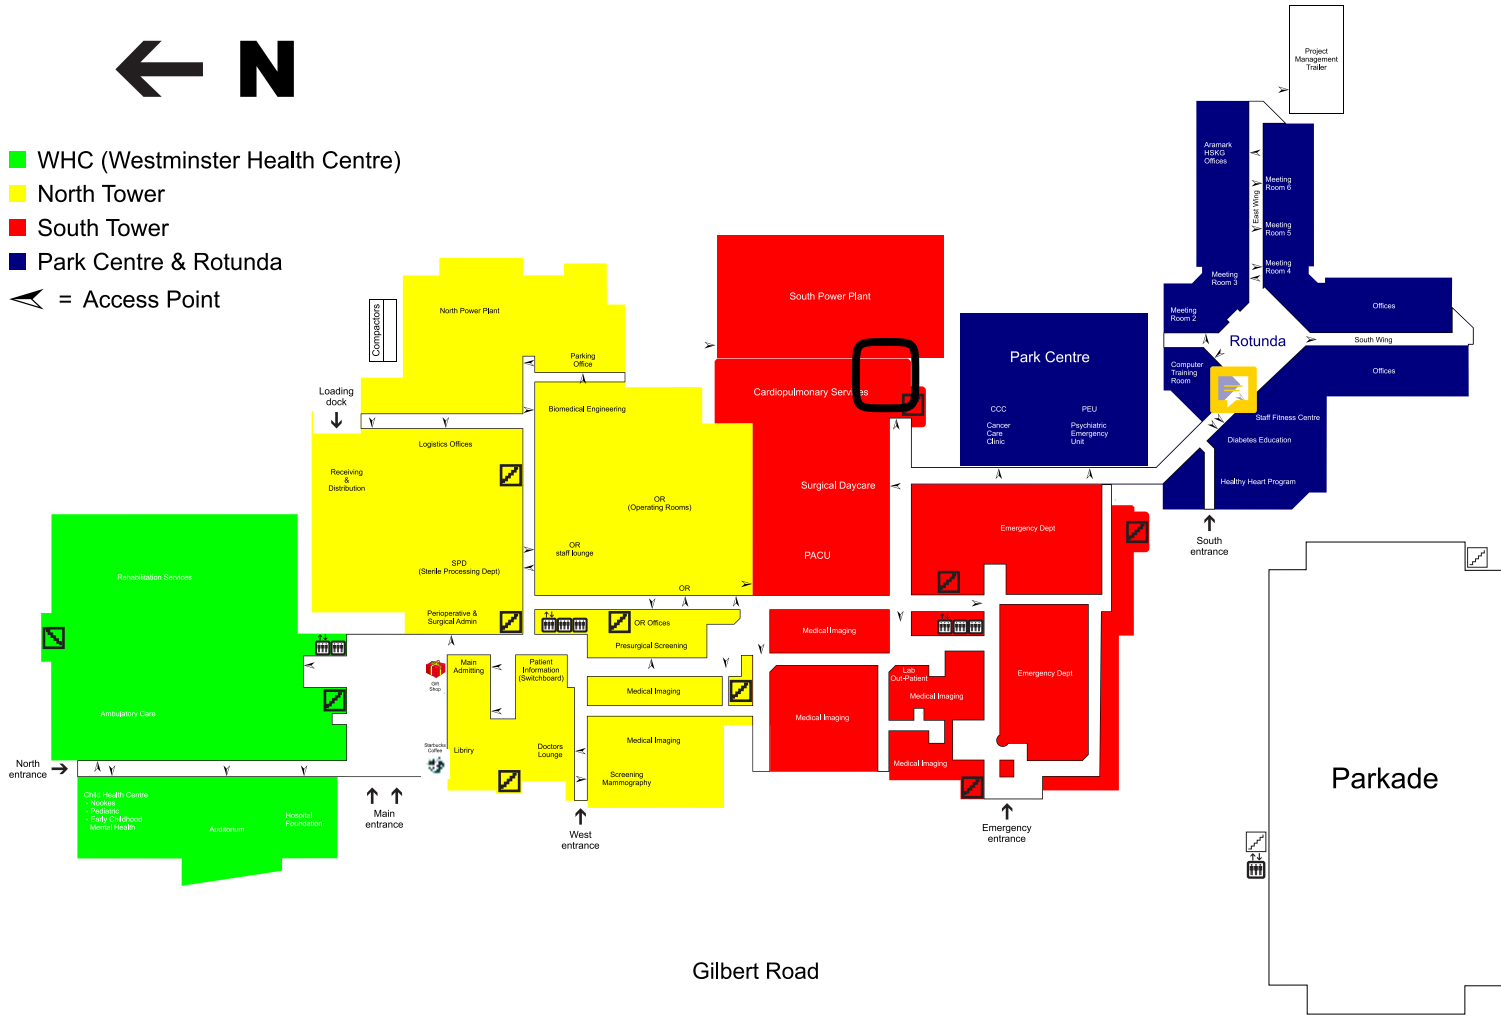 N
WHC (Westminster Health Centre)
North Tower
South Tower
Park Centre & Rotunda
= Access Point
Project
Management
Trailer
Aramark
HSKG
Offices
Meeting
Room 6
East Wing
Meeting
Room 5
Meeting
Room 4
Meeting
Room 3
Meeting
Room 2
Offices
Rotunda
South Wing
Computer
Training
Room
Offices
Staff Fitness Centre
Diabetes Education
Healthy Heart Program
South
entrance
South Power Plant
Park Centre
CCC
Cancer
Care
Clinic
PEU
Psychiatric
Emergency
Unit
Cardiopulmonary Services
Surgical Daycare
PACU
Emergency Dept
North Power Plant
Compactors
Parking
Office
Loading
dock
Biomedical Engineering
Logistics Offices
Receiving
&
Distribution
OR
(Operating Rooms)
OR
staff lounge
SPD
(Sterile Processing Dept)
OR
Perioperative &
Surgical Admin
OR Offices
Presurgical Screening
Medical Imaging
Main
Admitting
Patient
Information
(Switchboard)
Gift
Shop
Medical Imaging
Lab
Out-Patient
Medical Imaging
Emergency Dept
Medical Imaging
Starbucks
Coffee
Libriry
Doctors
Lounge
Medical Imaging
Screening
Mammography
Medical Imaging
Rehabilitation Services
Ambulatory Care
North
entrance
Child Health Centre
- Nookes
- Pediatric
- Early Childhood
Mental Health
Auditorium
Hospital
Foundation
Main
entrance
West
entrance
Emergency
entrance
Parkade
Gilbert Road